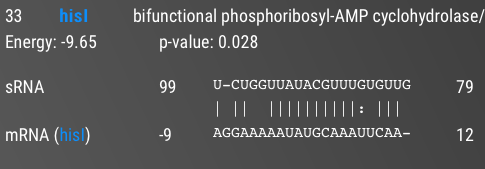 33 hisI bifunctional phosphoribosyl-AMP cyclohydrolase/
Energy: -9.65 p-value: 0.028
sRNA 99 U-CUGGUUAUACGUUUGUGUUG 79
| || ||||||||||: |||
mRNA (hisI) -9 AGGAAAAAUAUGCAAAUUCAA- 12